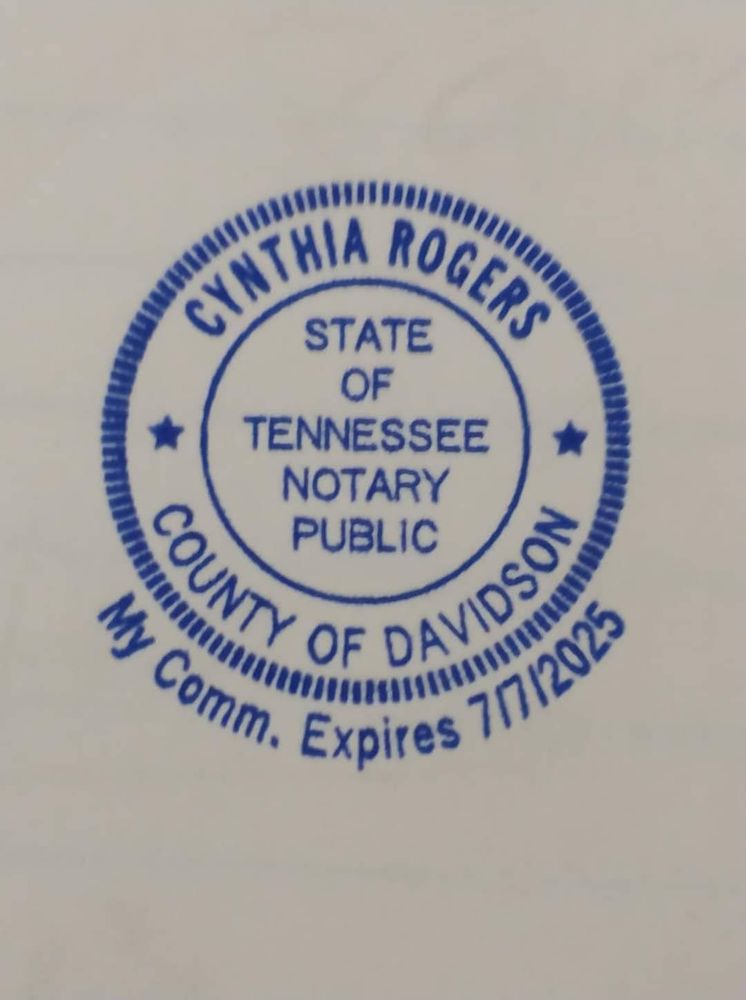 CYNTHIA ROGERS
STATE
OF
TENNESSEE
NOTARY
PUBLIC
COUNTY OF DAVIDSON
My Comm. Expires 7/7/2025